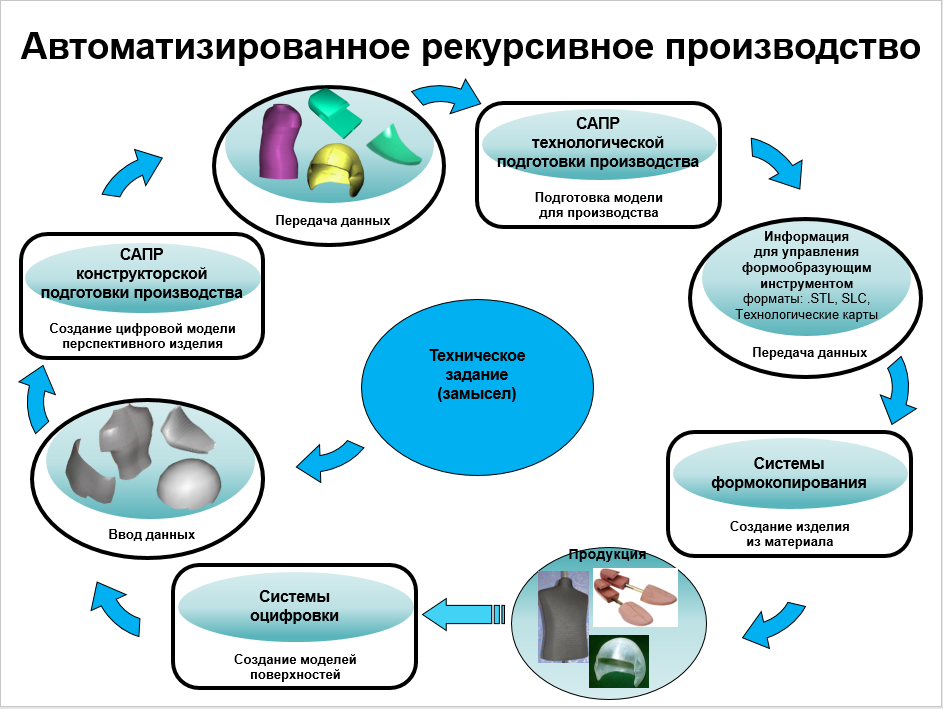 Автоматизированное рекурсивное производство
САПР
технологической
подготовки производства
Подготовка модели
для производства
Передача данных
Информация
для управления
формообразующим
инструментом
форматы: .STL, SLC,
Технологические карты
Передача данных
САПР
конструкторской
подготовки производства
Создание цифровой модели
перспективного изделия
Техническое
задание
(замысел)
Системы
формокопирования
Создание изделия
из материала
Ввод данных
Продукция
Системы
оцифровки
Создание моделей
поверхностей